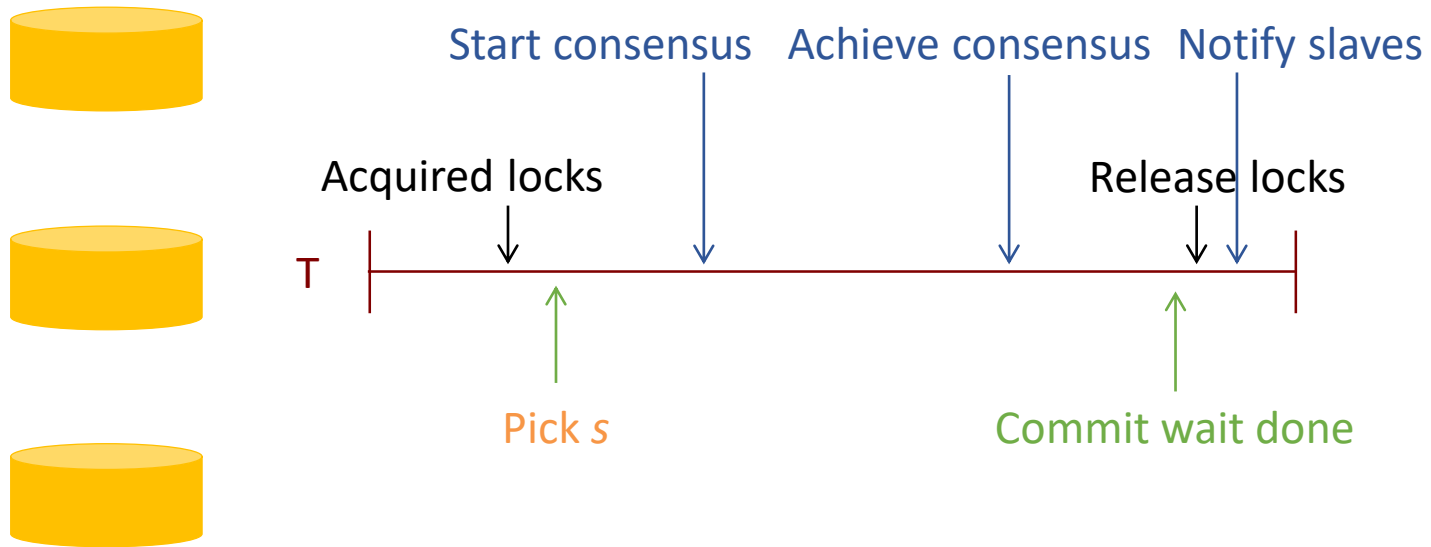 Start consensus
Achieve consensus
Notify slaves
Acquired locks
Release locks
T
Pick s
Commit wait done